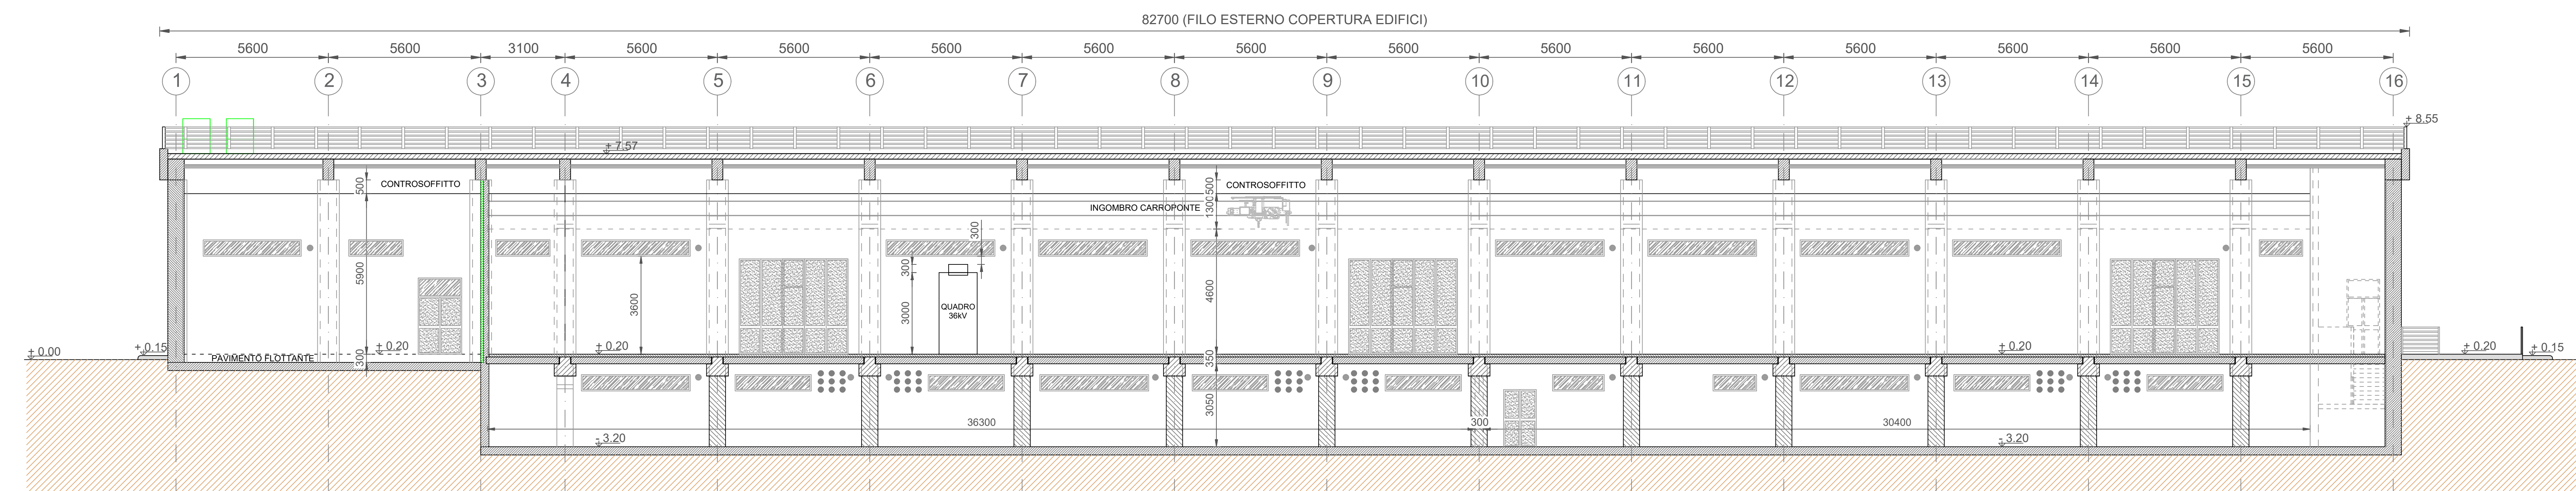 82700 (FILO ESTERNO COPERTURA EDIFICI)
5600 5600 3100 5600 5600 5600 5600 5600 5600 5600 5600 5600 5600 5600 5600
1 2 3 4 5 6 7 8 9 10 11 12 13 14 15 16
+ 8.55
+ 7.57
500 CONTROSOFFITTO
500 CONTROSOFFITTO
1300 INGOMBRO CARROPONTE
300
300
5900
3600
3000
QUADRO
36kV
4600
+ 0.00
+ 0.15
PAVIMENTO FLOTTANTE
300
+ 0.20
+ 0.20
350
+ 0.20
+ 0.20
+ 0.15
3050
36300
300
30400
- 3.20
- 3.20